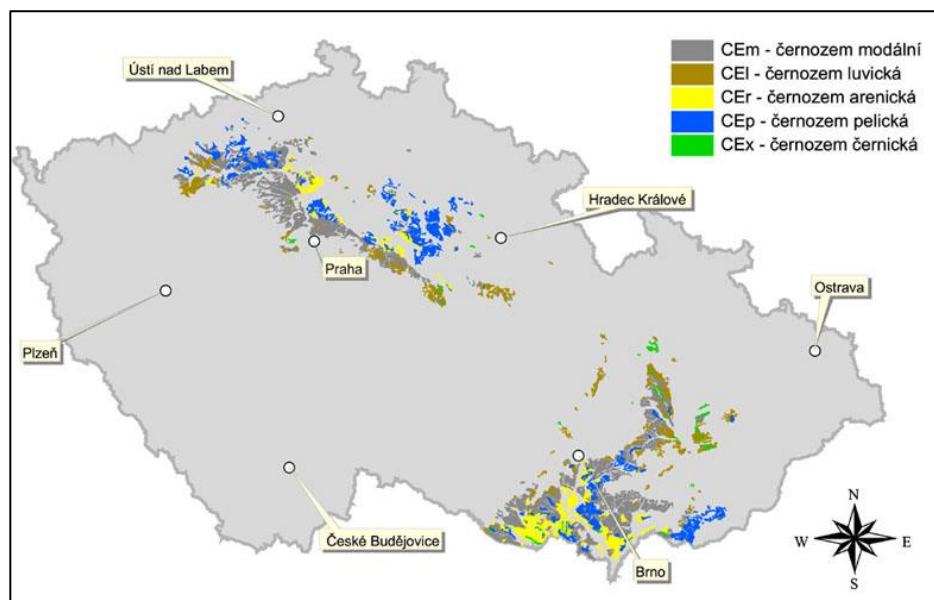 CEm - černozem modální
CEl - černozem luvická
CEr - černozem arenická
CEp - černozem pelická
CEx - černozem černická
Ústí nad Labem
Hradec Králové
Praha
Ostrava
Plzeň
České Budějovice
Brno
N
W E
S